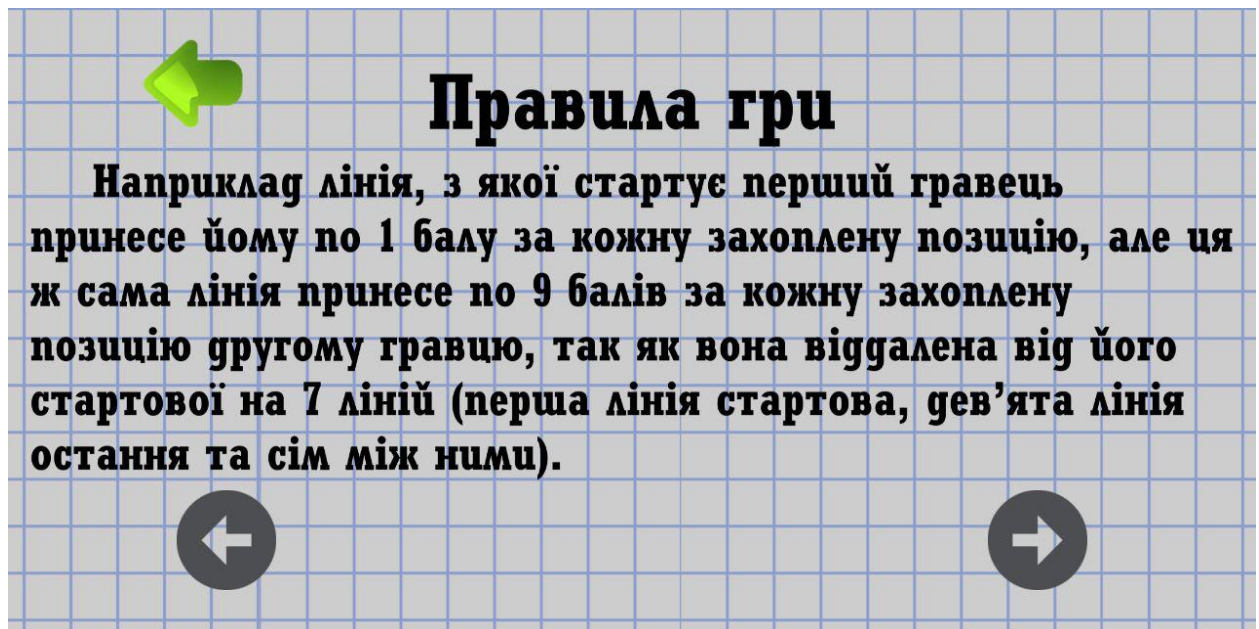 Правила гри
Наприклад лінія, з якої стартує перший гравець
принесе йому по 1 балу за кожну захоплену позицію, але ця
ж сама лінія принесе по 9 балів за кожну захоплену
позицію другому гравцю, так як вона віддалена від його
стартової на 7 ліній (перша лінія стартова, дев’ята лінія
остання та сім між ними).